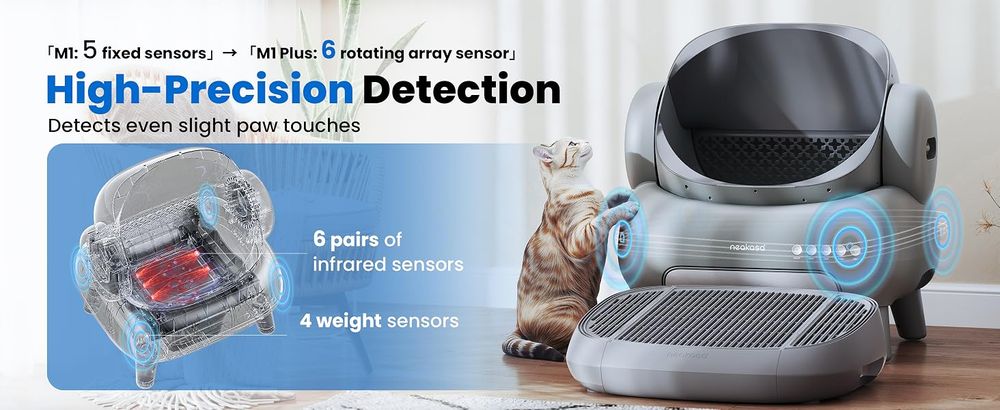 「M1: 5 fixed sensors」→ 「M1 Plus: 6 rotating array sensor」
High-Precision Detection
Detects even slight paw touches
6 pairs of
infrared sensors
4 weight sensors
neakasa
neakasa